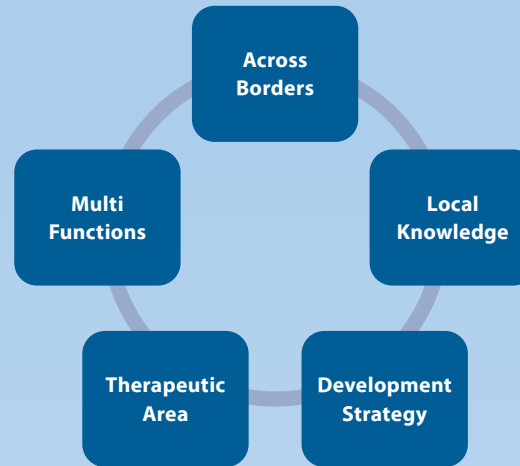 Across
Borders
Multi
Functions
Local
Knowledge
Therapeutic
Area
Development
Strategy